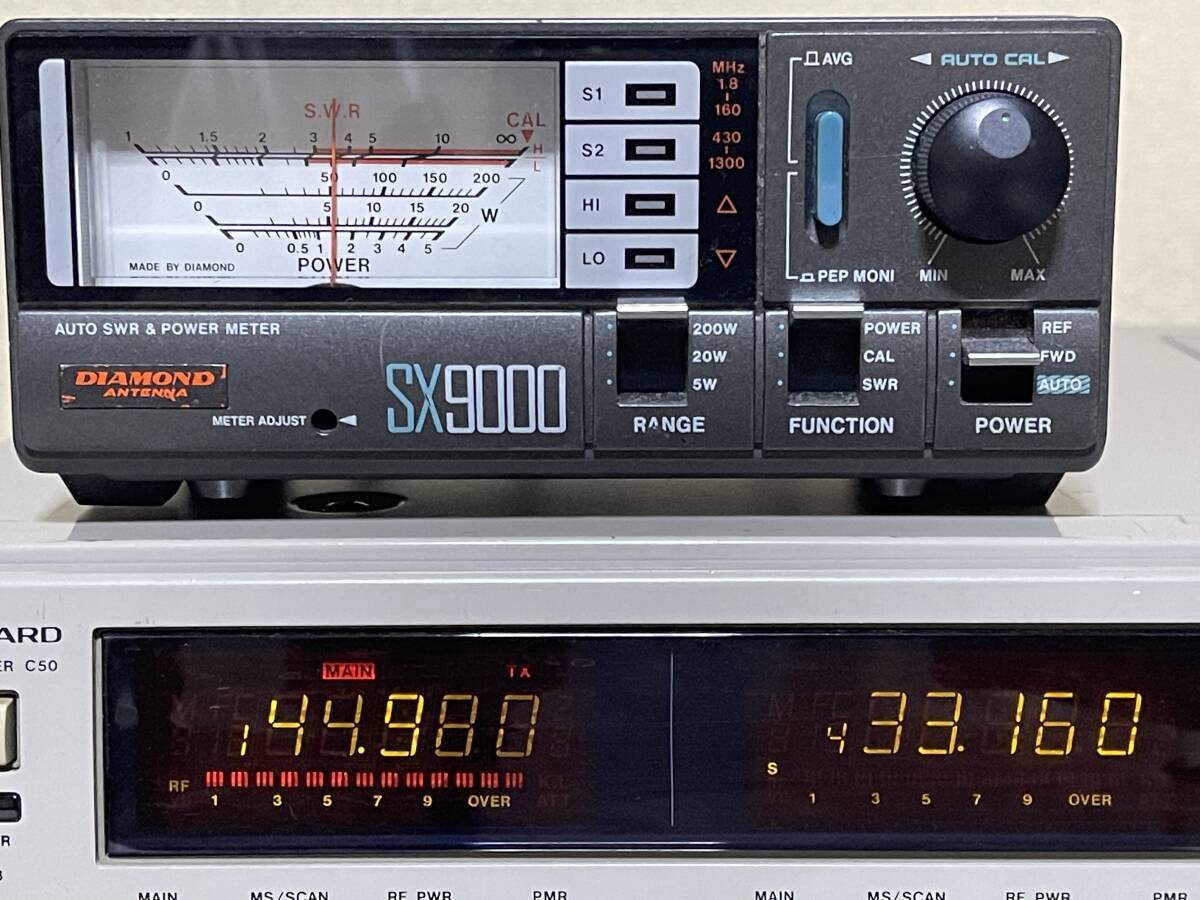 S.W.R
CAL
1 1.5 2 3 4 5 10 ∞ H
L
0 50 100 150 200
0 5 10 15 20
W
0 0.5 1 2 3 4 5
MADE BY DIAMOND
POWER
S1
S2
HI
LO
MHz
1.8
160
430
1300
AVG
PEP MONI
◀ AUTO CAL ▶
MIN MAX
AUTO SWR & POWER METER
DIAMOND
ANTENNA
METER ADJUST
SX9000
200W
20W
5W
RANGE
POWER
CAL
SWR
FUNCTION
REF
FWD
AUTO
POWER
ARD
ER C50
MAIN TX
144.980
RF
1 3 5 7 9 OVER
433.160
S
1 3 5 7 9 OVER
R
MAIN MS/SCAN RF PWR PMR
MAIN MS/SCAN RF PWR PMR